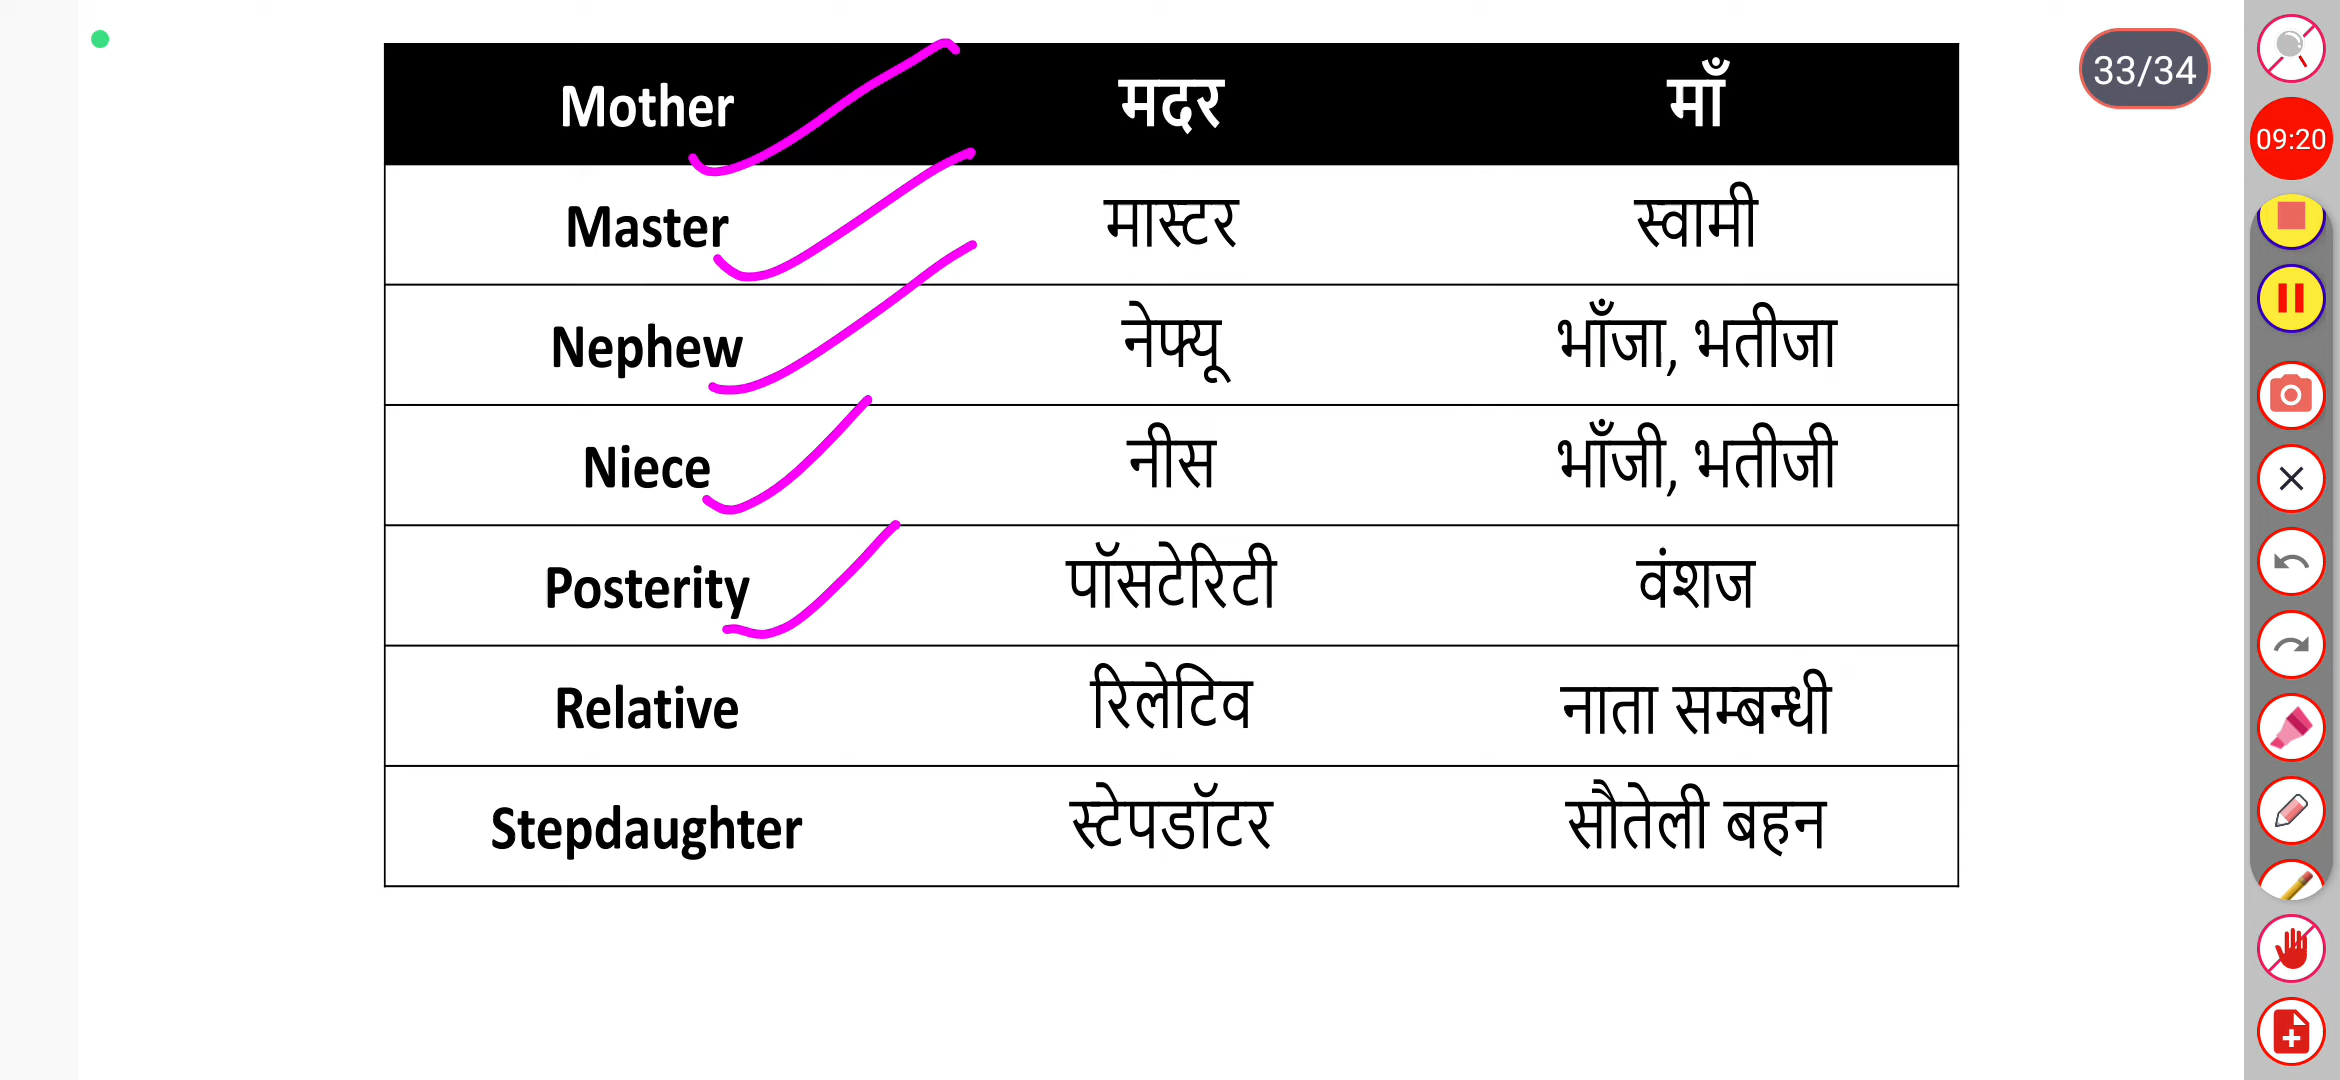 Mother मदर माँ
Master मास्टर स्वामी
Nephew नेफ्यू भाँजा, भतीजा
Niece नीस भाँजी, भतीजी
Posterity पॉसटेरिटी वंशज
Relative रिलेटिव नाता सम्बन्धी
Stepdaughter स्टेपडॉटर सौतेली बहन
33/34
09:20